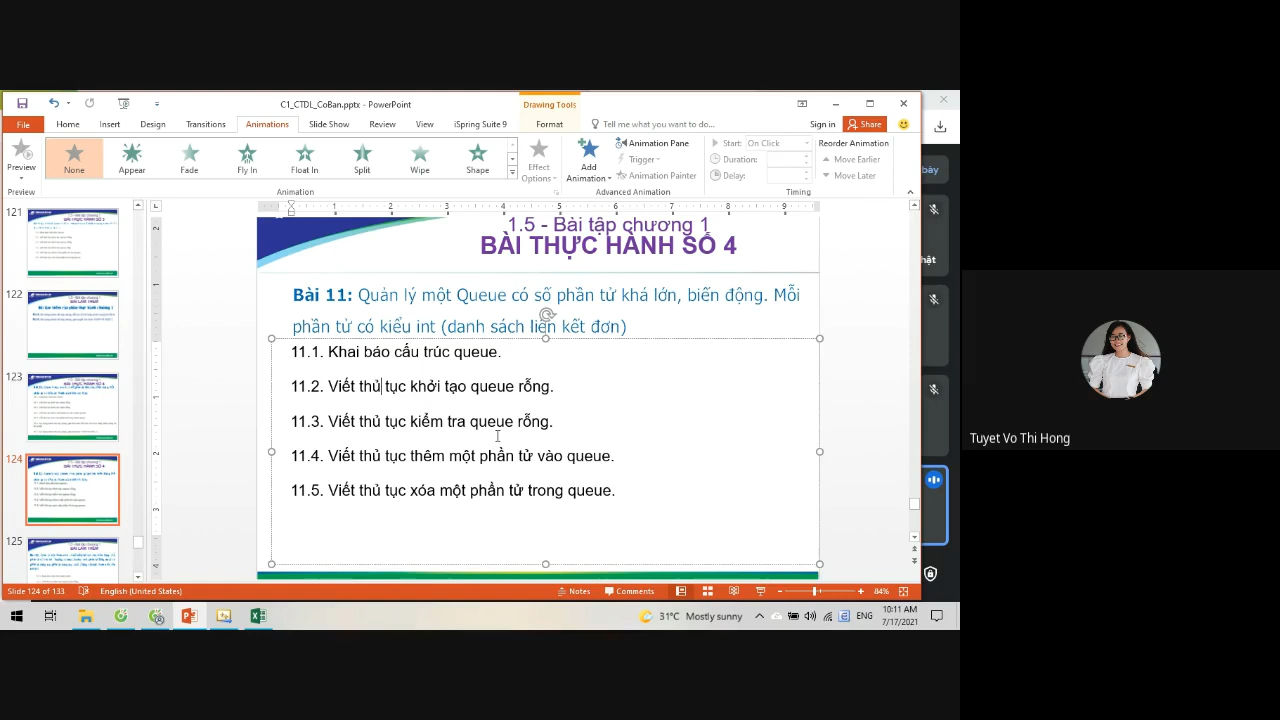 C1_CTDL_CoBan.pptx - PowerPoint
Drawing Tools
File Home Insert Design Transitions Animations Slide Show Review View iSpring Suite 9 Format Tell me what you want to do... Sign in Share
Preview None Appear Fade Fly In Float In Split Wipe Shape Effect Options Add Animation Animation Pane Start: On Click Reorder Animation
Trigger Duration: Move Earlier
Animation Painter Delay: Move Later
Preview Animation Advanced Animation Timing
bảy
hật
121
122
123
124
125
1.5 - Bài tập chương 1
BÀI THỰC HÀNH SỐ 4
Bài 11: Quản lý một Queue có số phần tử khá lớn, biến động. Mỗi
phần tử có kiểu int (danh sách liên kết đơn)
11.1. Khai báo cấu trúc queue.
11.2. Viết thủ tục khởi tạo queue rỗng.
11.3. Viết thủ tục kiểm tra queue rỗng.
11.4. Viết thủ tục thêm một phần tử vào queue.
11.5. Viết thủ tục xóa một phần tử trong queue.
Slide 124 of 133 English (United States) Notes Comments 84%
31°C Mostly sunny ENG 10:11 AM
7/17/2021
Tuyet Vo Thi Hong